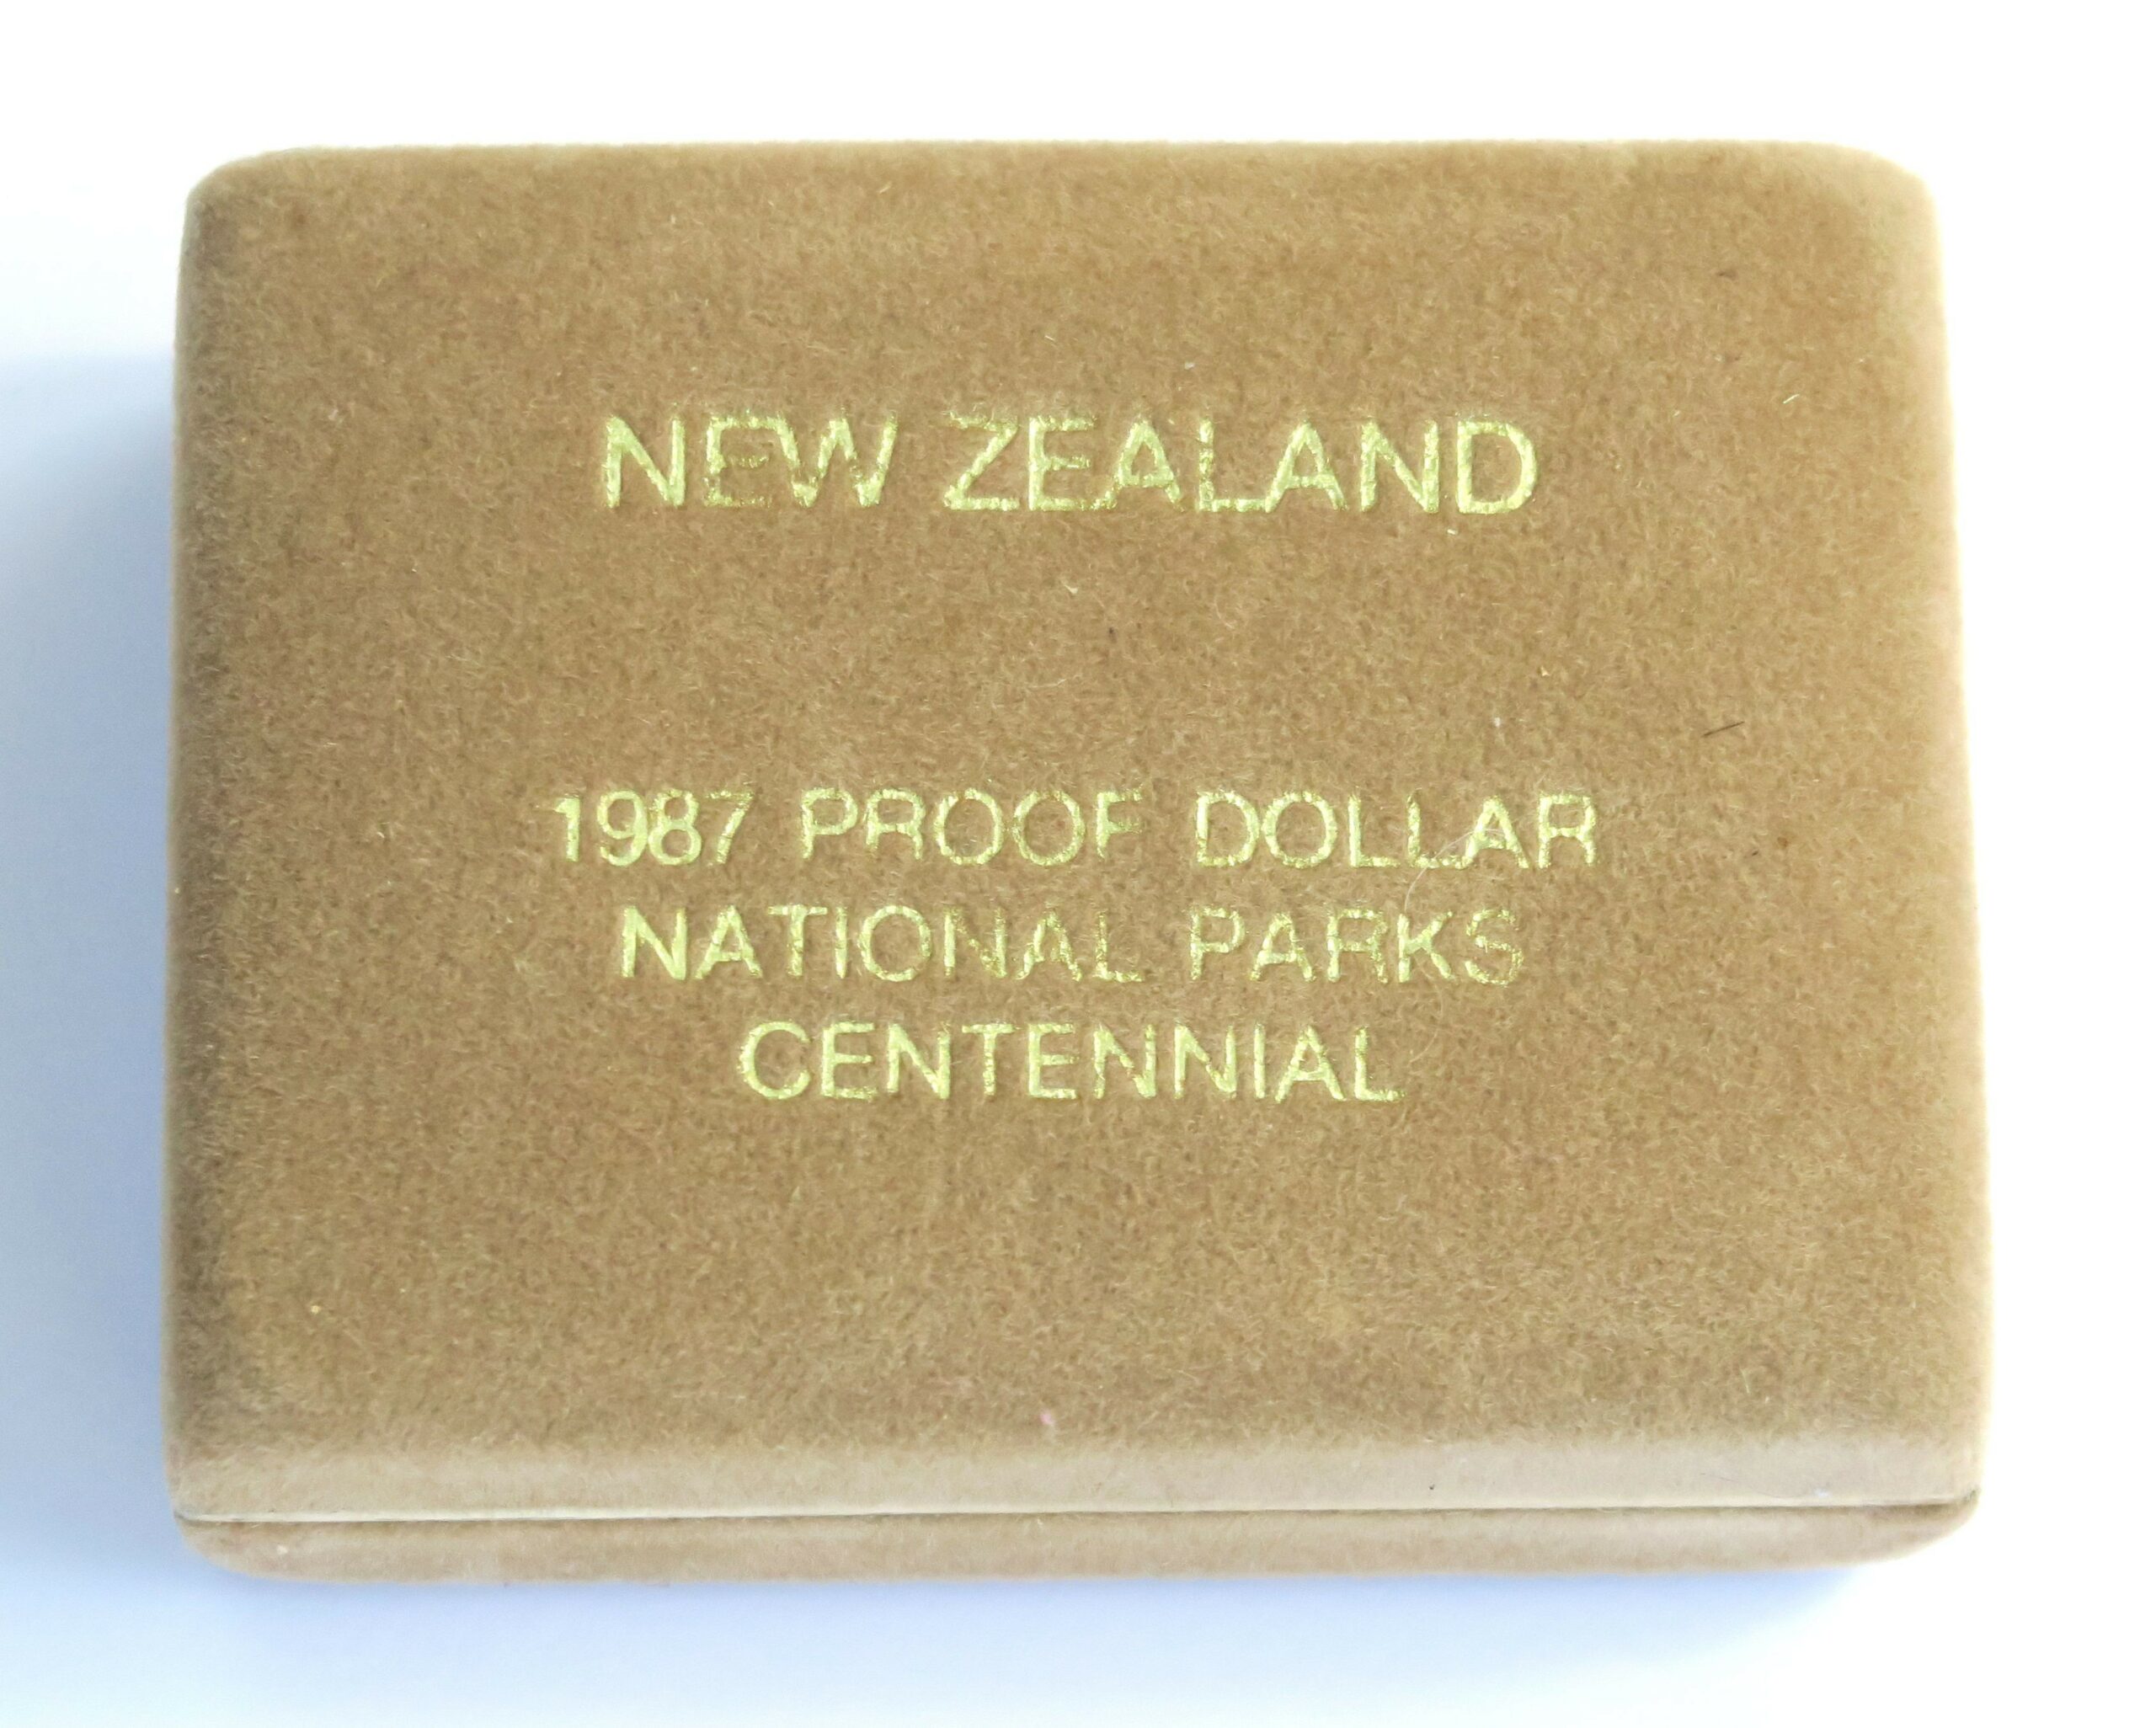 NEW ZEALAND
1987 PROOF DOLLAR
NATIONAL PARKS
CENTENNIAL